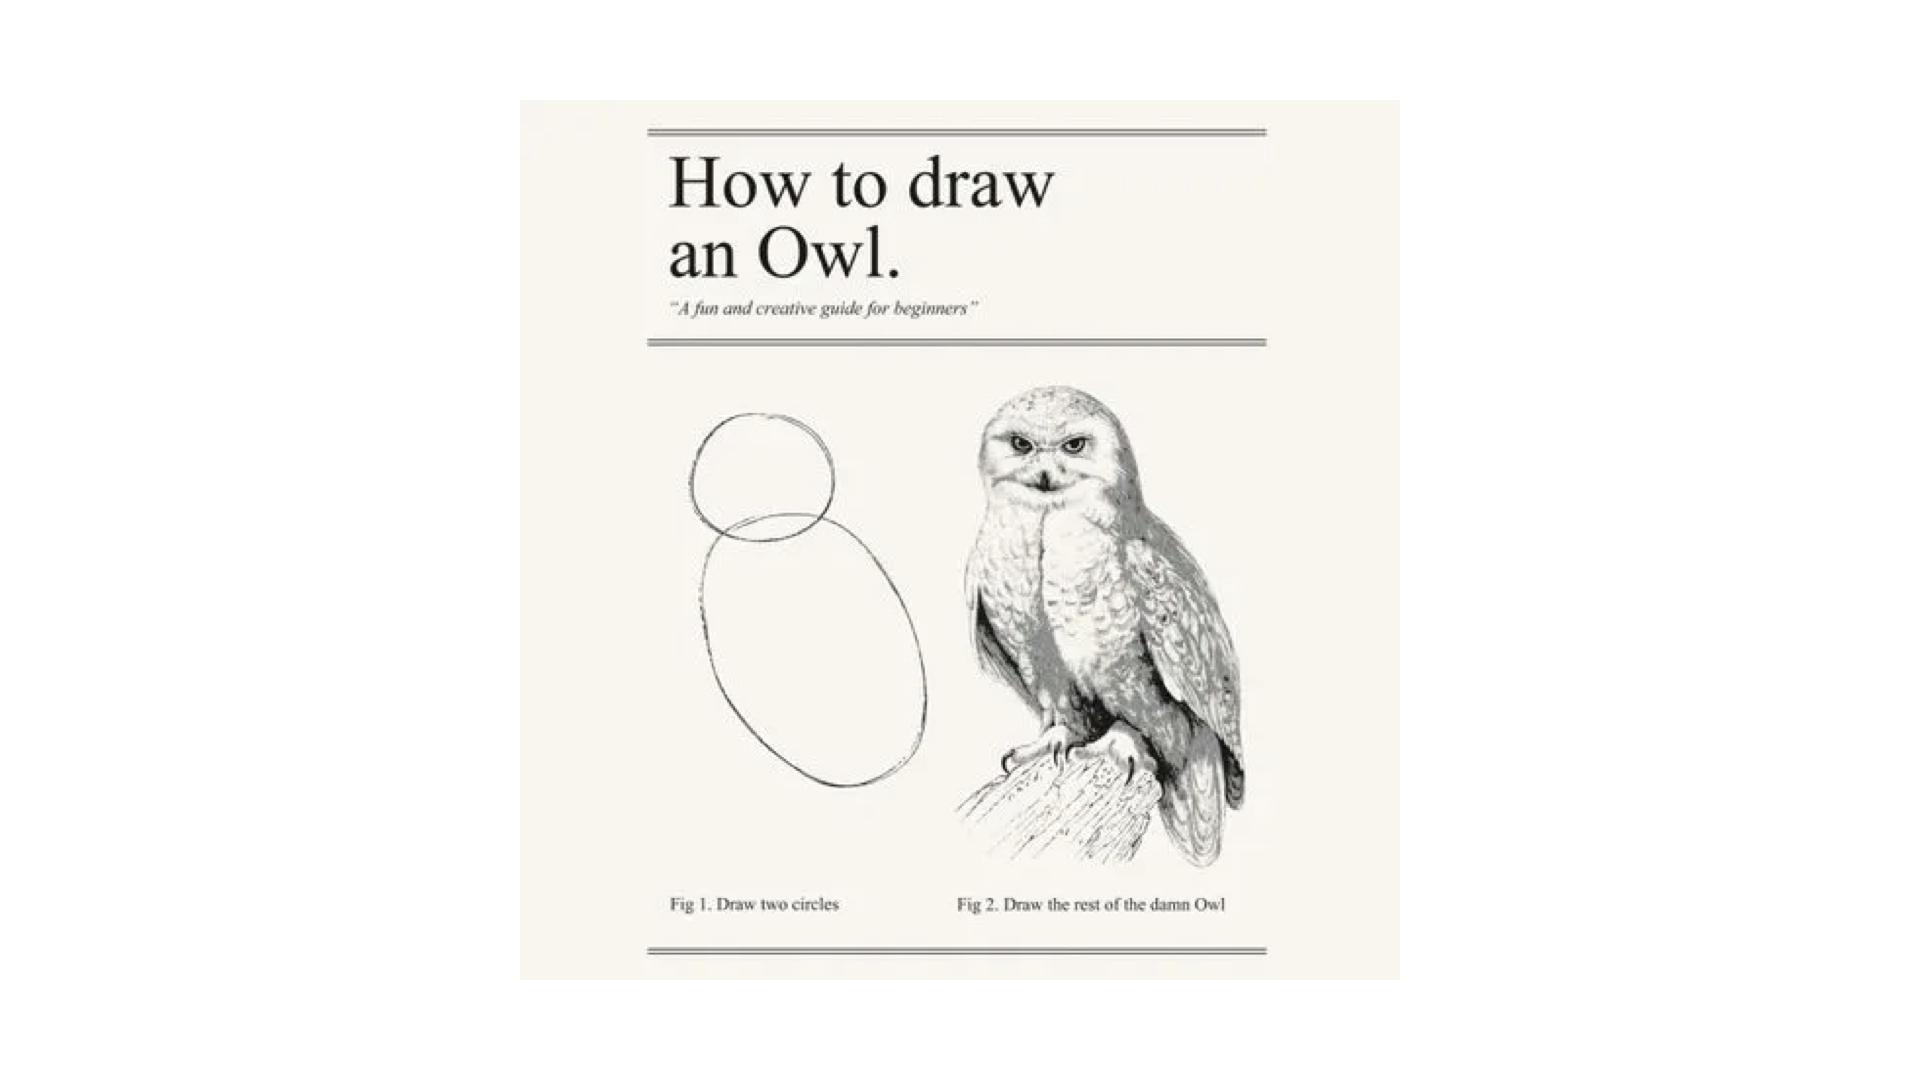 How to draw
an Owl.
“A fun and creative guide for beginners”
Fig 1. Draw two circles
Fig 2. Draw the rest of the damn Owl